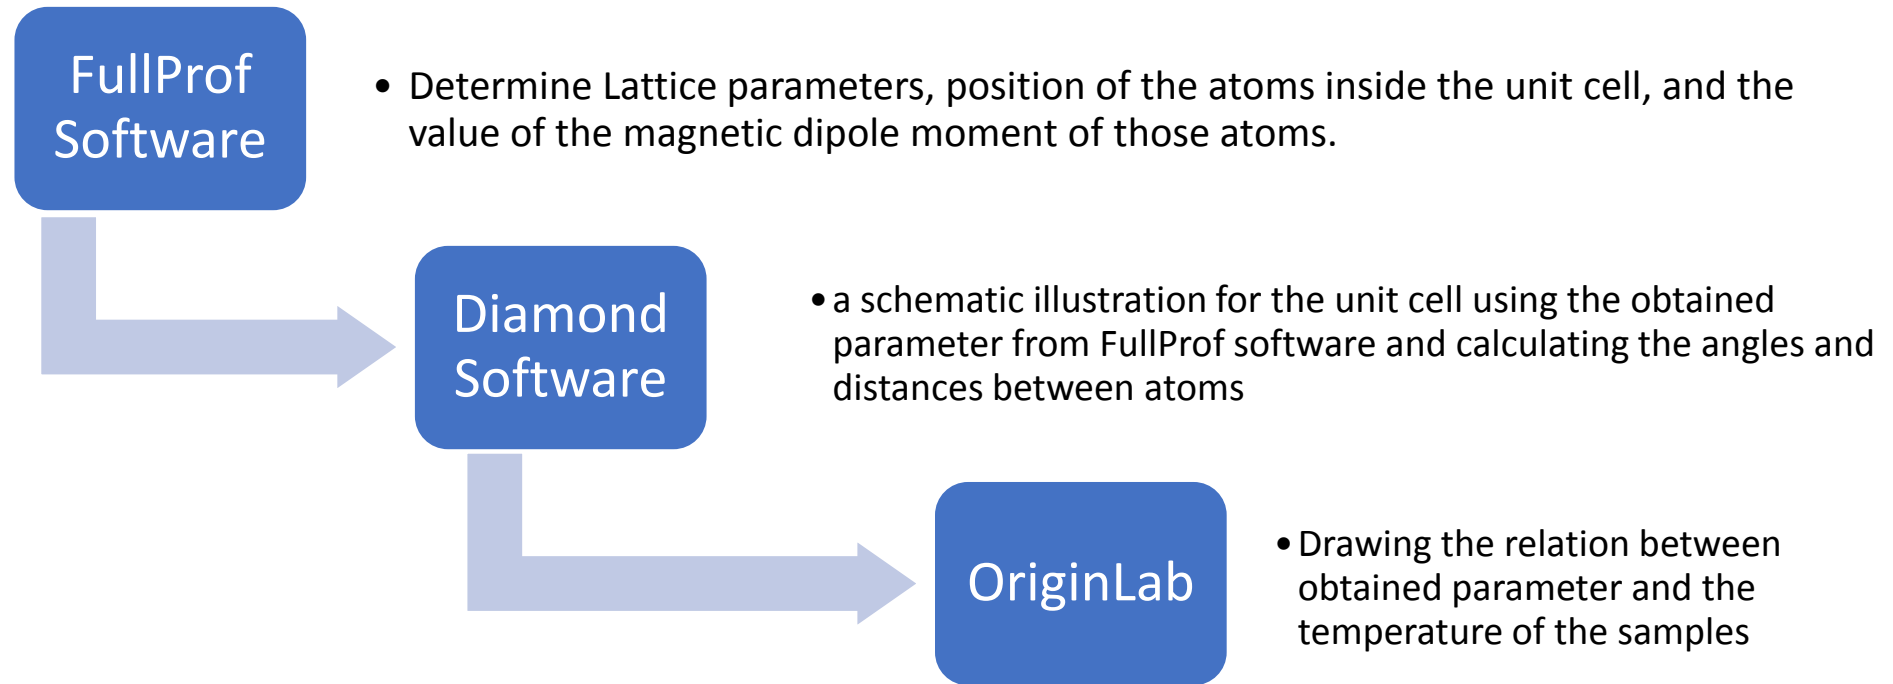 FullProf
Software
• Determine Lattice parameters, position of the atoms inside the unit cell, and the
value of the magnetic dipole moment of those atoms.
Diamond
Software
• a schematic illustration for the unit cell using the obtained
parameter from FullProf software and calculating the angles and
distances between atoms
OriginLab
• Drawing the relation between
obtained parameter and the
temperature of the samples